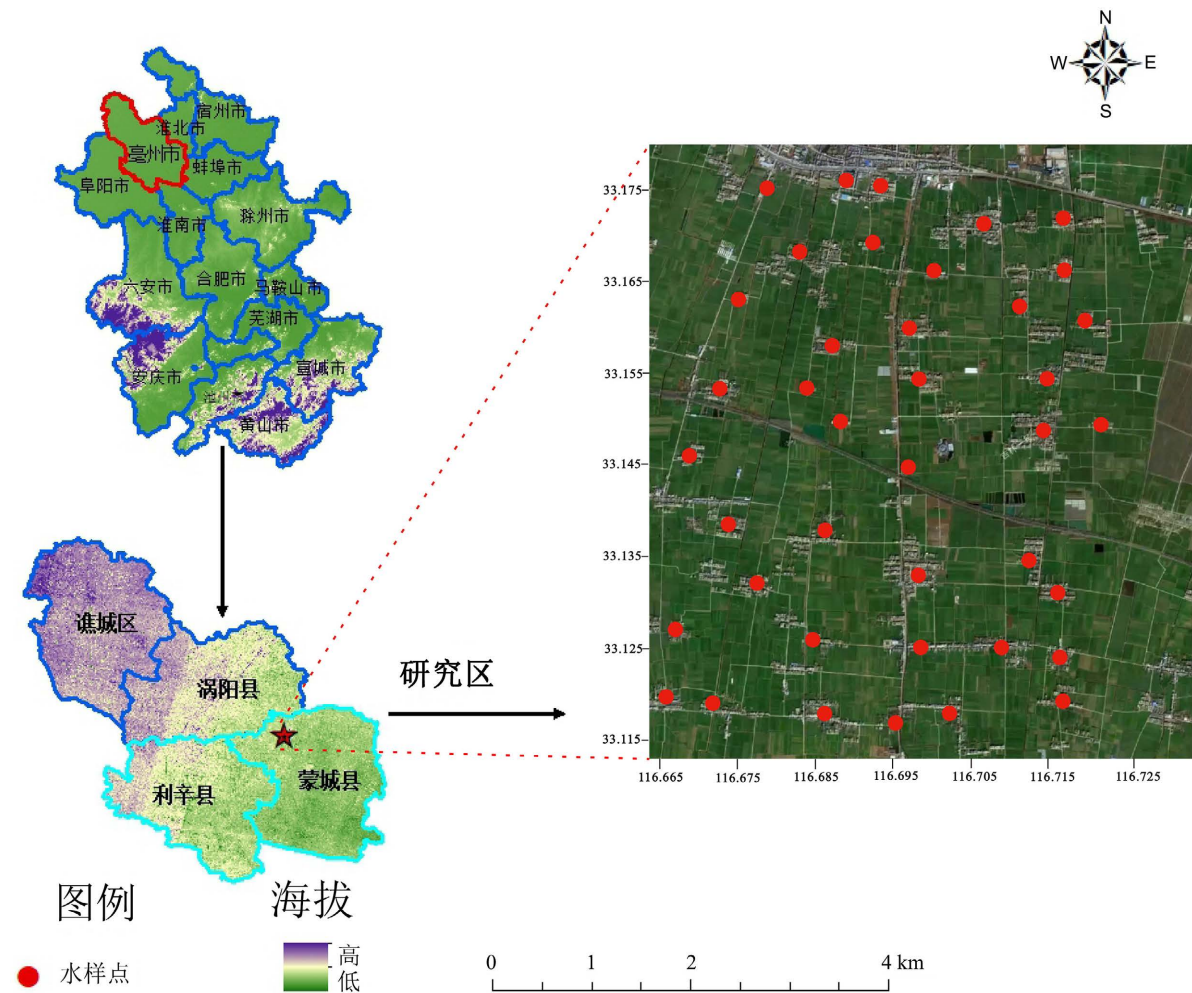 N
W
E
S
宿州市
淮北市
亳州市
蚌埠市
阜阳市
滁州市
淮南市
合肥市
六安市
马鞍山市
芜湖市
宣城市
安庆市
黄山市
33.175
33.165
33.155
33.145
33.135
33.125
33.115
116.665
116.675
116.685
116.695
116.705
116.715
116.725
谯城区
涡阳县
研究区
蒙城县
利辛县
图例
海拔
水样点
高
低
0
1
2
4 km